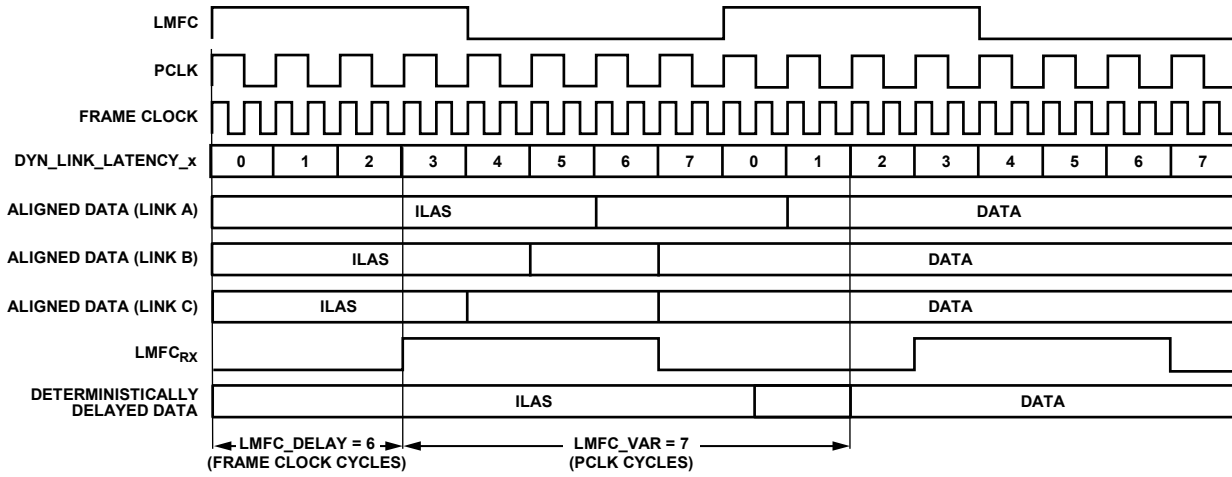 LMFC
PCLK
FRAME CLOCK
DYN_LINK_LATENCY_x 0 1 2 3 4 5 6 7 0 1 2 3 4 5 6 7
ALIGNED DATA (LINK A) ILAS DATA
ALIGNED DATA (LINK B) ILAS DATA
ALIGNED DATA (LINK C) ILAS DATA
LMFCRX
DETERMINISTICALLY
DELAYED DATA ILAS DATA
LMFC_DELAY = 6 LMFC_VAR = 7
(FRAME CLOCK CYCLES) (PCLK CYCLES)